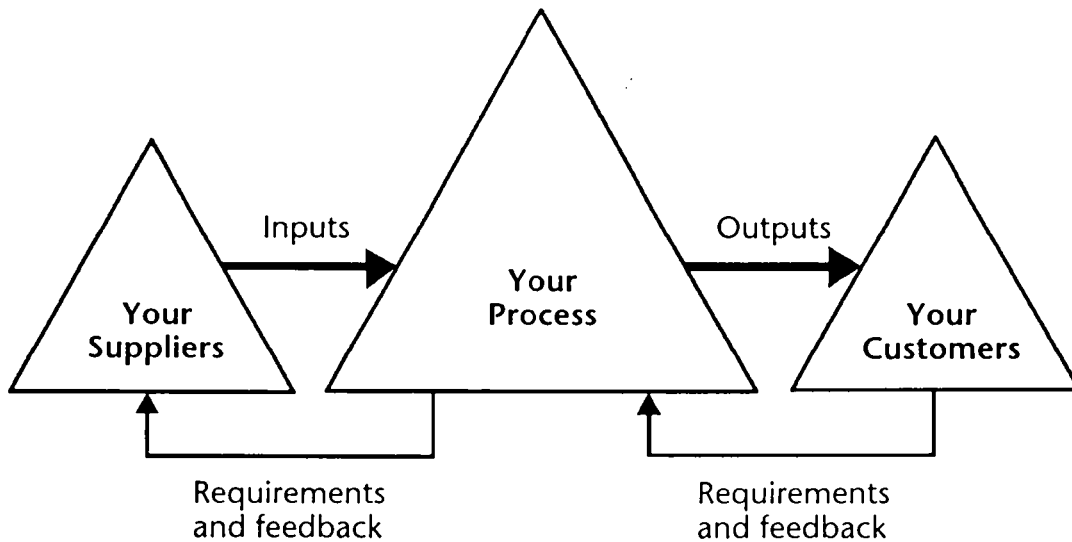 Inputs
Outputs
Your
Suppliers
Your
Process
Your
Customers
Requirements
and feedback
Requirements
and feedback